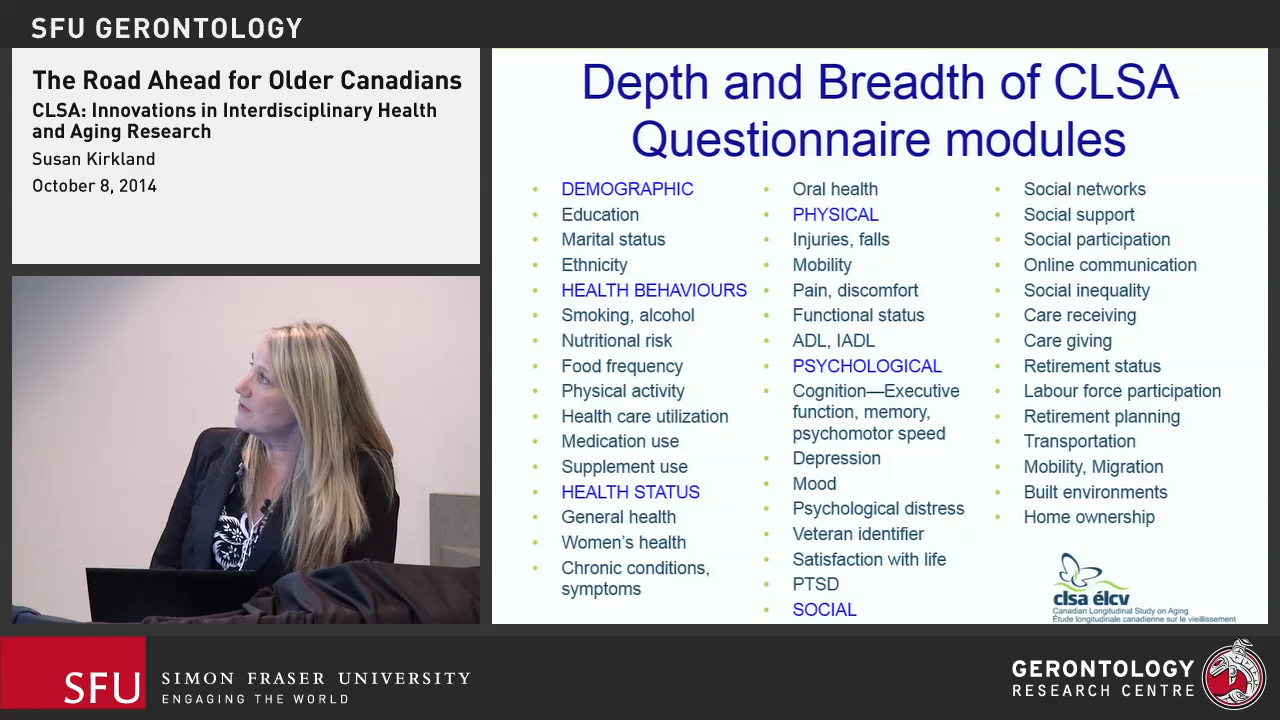 SFU GERONTOLOGY
The Road Ahead for Older Canadians
CLSA: Innovations in Interdisciplinary Health
and Aging Research
Susan Kirkland
October 8, 2014
Depth and Breadth of CLSA
Questionnaire modules
• DEMOGRAPHIC
• Education
• Marital status
• Ethnicity
• HEALTH BEHAVIOURS
• Smoking, alcohol
• Nutritional risk
• Food frequency
• Physical activity
• Health care utilization
• Medication use
• Supplement use
• HEALTH STATUS
• General health
• Women's health
• Chronic conditions,
symptoms
• Oral health
• PHYSICAL
• Injuries, falls
• Mobility
• Pain, discomfort
• Functional status
• ADL, IADL
• PSYCHOLOGICAL
• Cognition—Executive
function, memory,
psychomotor speed
• Depression
• Mood
• Psychological distress
• Veteran identifier
• Satisfaction with life
• PTSD
• SOCIAL
• Social networks
• Social support
• Social participation
• Online communication
• Social inequality
• Care receiving
• Care giving
• Retirement status
• Labour force participation
• Retirement planning
• Transportation
• Mobility, Migration
• Built environments
• Home ownership
clsa élcv
Canadian Longitudinal Study on Aging
Étude longitudinale canadienne sur le vieillissement
SFU
SIMON FRASER UNIVERSITY
ENGAGING THE WORLD
GERONTOLOGY
RESEARCH CENTRE